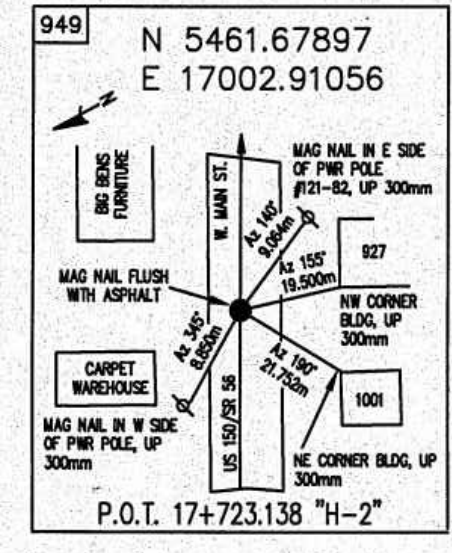 949
N 5461.67897
E 17002.91056
N
BIG BENS
FURNITURE
W. MAIN ST.
MAG NAIL IN E SIDE
OF PWR POLE
#121-82, UP 300mm
Az 140°
9.064m
Az 155°
19.500m
927
MAG NAIL FLUSH
WITH ASPHALT
NW CORNER
BLDG, UP
300mm
Az 345°
8.850m
Az 190°
21.752m
CARPET
WAREHOUSE
US 150/SR 56
1001
MAG NAIL IN W SIDE
OF PWR POLE, UP
300mm
NE CORNER BLDG, UP
300mm
P.O.T. 17+723.138 "H-2"